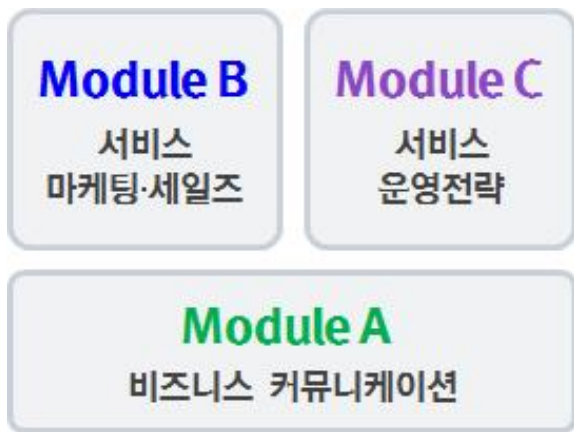 Module B
서비스
마케팅·세일즈
Module C
서비스
운영전략
Module A
비즈니스 커뮤니케이션